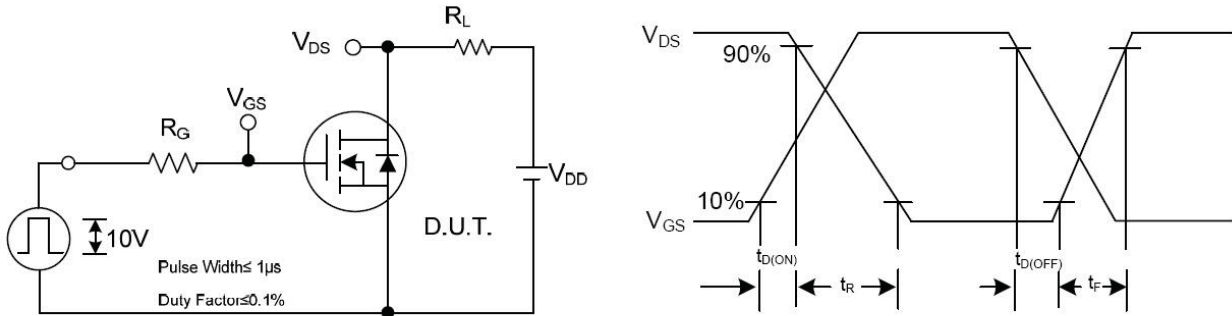 R_L
V_DS
V_GS
R_G
V_DD
D.U.T.
10V
Pulse Width≤ 1μs
Duty Factor≤0.1%
V_DS
90%
10%
V_GS
t_D(ON)
t_R
t_D(OFF)
t_F